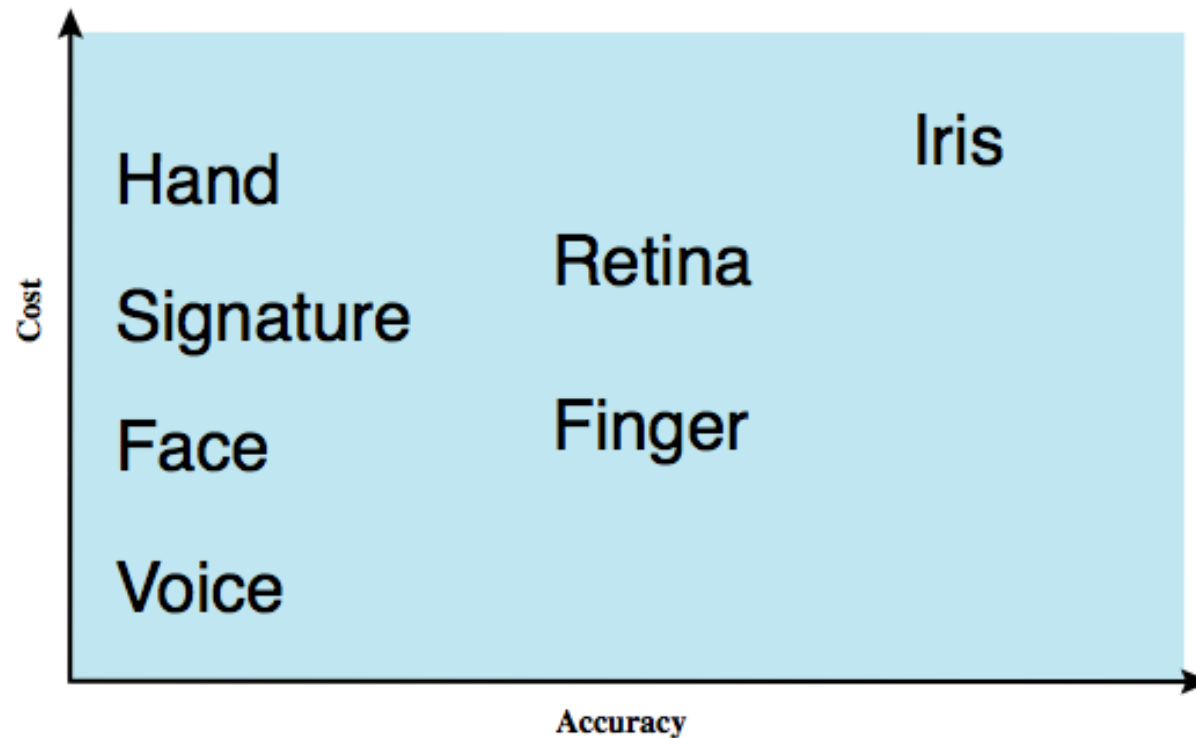 Iris
Hand
Retina
Signature
Cost
Finger
Face
Voice
Accuracy